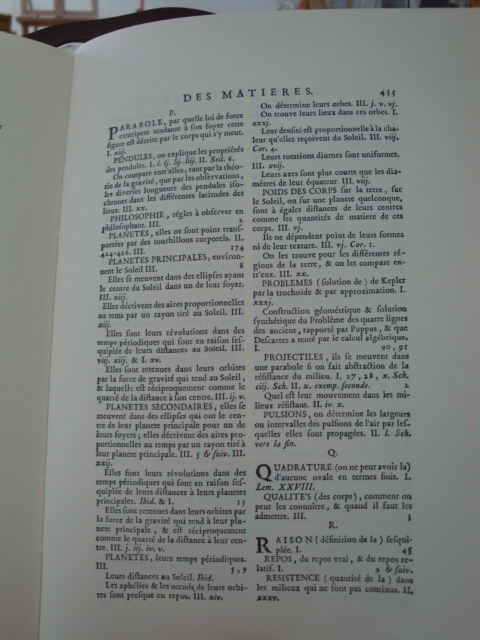 DES MATIERES. 435
P.
PARABOLE, par quelle loi de force
centripete tendante à son foyer cette
figure est décrite par le corps qui s'y meut.
I. xiij.
PENDULES, on explique les propriétés
des pendules. I. l. lj. lij. liij. II. Sect. 6.
On compare entr'elles, tant par la théo-
rie de la gravité, que par les observations,
les diverses longueurs des pendules iso-
chrones dans les différentes latitudes des
lieux. III. xx.
PHILOSOPHIE, régles à observer en
philosophant. III. 2
PLANETES, elles ne sont point trans-
portées par des tourbillons corporels. II.
424-426. III. 174
PLANETES PRINCIPALES, environ-
nent le Soleil III. 8
Elles se meuvent dans des ellipses ayant
le centre du Soleil dans un de leur foyer.
III. xiij.
Elles décrivent des aires proportionnelles
au tems par un rayon tiré au Soleil. III.
xiij.
Elles sont leurs révolutions dans des
temps périodiques qui sont en raison ses-
quiplée de leurs distances au Soleil. III.
viij. xiij. & I. xv.
Elles sont retenues dans leurs orbites
par la force de gravité qui tend au Soleil,
& laquelle est réciproquement comme le
quarré de la distance à son centre. III. ij. v.
PLANETES SECONDAIRES, elles se
meuvent dans des ellipses qui ont le cen-
tre de leur planete principale pour un de
leurs foyers; elles décrivent des aires pro-
portionnelles au temps par un rayon tiré à
leur planete principale. III. 5 & suiv. III.
xxij.
Elles sont leurs révolutions dans des
temps périodiques qui sont en raison ses-
quiplée de leurs distances à leurs planetes
principales. Ibid. & I. 15
Elles sont retenues dans leurs orbites par
la force de la gravité qui tend à leur pla-
nete principale, & est réciproquement
comme le quarré de la distance à leur cen-
tre. III. j. iij. iv. v.
PLANETES, leurs temps périodiques.
III. 5, 9
Leurs distances au Soleil. Ibid.
Les aphélies & les nœuds de leurs orbi-
tes sont presque en repos. III. xiv.
On détermine leurs orbes. III. j. v. vj.
On trouve leurs lieux dans ces orbes. I.
xxxj.
Leur densité est proportionnelle à la cha-
leur qu'elles reçoivent du Soleil. III. viij.
Cor. 4.
Leurs rotations diurnes sont uniformes.
III. xvij.
Leurs axes sont plus courts que les dia-
métres de leur équateur. III. xviij.
POIDS DES CORPS sur la terre, sur
le Soleil, ou sur une planete quelconque,
sont à égales distances de leurs centres
comme les quantités de matiere de ces
corps. III. vj.
Ils ne dépendent point de leurs formes
ni de leur texture. III. vj. Cor. 1.
On les trouve pour les différentes ré-
gions de la terre, & on les compare en-
tr'eux. III. xx.
PROBLEMES (solution de) de Kepler
par la trochoïde & par approximation. I.
xxxj.
Construction géométrique & solution
synthétique du Problème des quatre lignes
des anciens, rapporté par Pappus, & que
Descartes a tenté par le calcul algébrique.
I. 90, 91
PROJECTILES, ils se meuvent dans
une parabole si on fait abstraction de la
résistance du milieu. I. 27, 28, x. Sch.
ciij. Sch. II. x. exemp. seconde. 2
Quel est leur mouvement dans les mi-
lieux résistans. II. iv. x.
PULSIONS, on détermine les largeurs
ou intervalles des pulsions de l'air par les-
quelles elles sont propagées. II. l. Sch.
vers la fin.
Q.
QUADRATURE (on ne peut avoir la)
d'aucune ovale en termes finis. I.
Lem. XXVIII.
QUALITÉS (des corps), comment on
peut les connoître, & quand il faut les
admettre. III. 3
R.
RAISON (définition de la) sesqui-
plée. I. 45
REPOS, du repos vrai, & du repos re-
latif. I. 9 & suiv.
RESISTENCE (quantité de la) dans
les milieux qui ne sont pas continus. II.
xxxv.